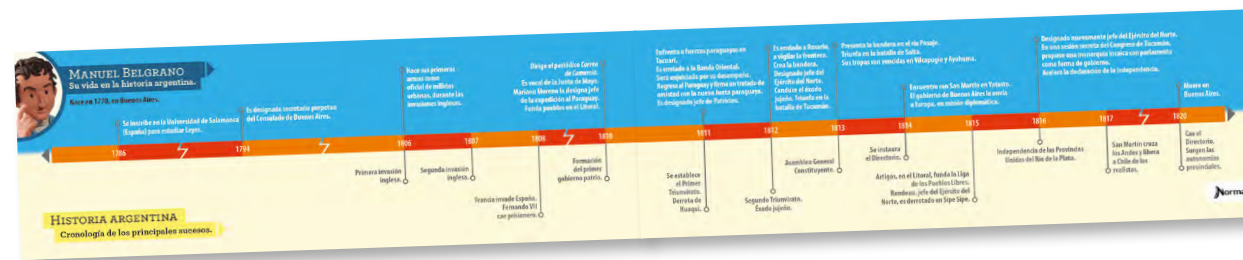 MANUEL BELGRANO
Su vida en la historia argentina.
Nace en 1770, en Buenos Aires.
Se inscribe en la Universidad de Salamanca
(España) para estudiar Leyes.
Es designado secretario perpetuo
del Consulado de Buenos Aires.
Hace sus primeras
armas como
oficial de milicias
urbanas, durante las
invasiones inglesas.
Dirige el periódico Correo
de Comercio.
Es vocal de la Junta de Mayo.
Mariano Moreno lo designa jefe
de la expedición al Paraguay.
Funda pueblos en el Litoral.
Enfrenta a fuerzas paraguayas en
Tacuarí.
Es enviado a la Banda Oriental.
Será enjuiciado por su desempeño.
Regresa al Paraguay y firma un tratado de
amistad con la nueva Junta paraguaya.
Es designado jefe de Patricios.
Es enviado a Rosario,
a vigilar la frontera.
Crea la bandera.
Designado jefe del
Ejército del Norte.
Conduce el éxodo
jujeño. Triunfa en la
batalla de Tucumán.
Presenta la bandera en el río Pasaje.
Triunfa en la batalla de Salta.
Sus tropas son vencidas en Vilcapugio y Ayohuma.
Encuentro con San Martín en Yatasto.
El gobierno de Buenos Aires lo envía
a Europa, en misión diplomática.
Designado nuevamente jefe del Ejército del Norte.
En una sesión secreta del Congreso de Tucumán,
propone una monarquía incaica con parlamento
como forma de gobierno.
Acelera la declaración de la Independencia.
Muere en
Buenos Aires.
1786
1794
1806
1807
1808
1810
1811
1812
1813
1814
1815
1816
1817
1820
Primera invasión
inglesa.
Segunda invasión
inglesa.
Francia invade España.
Fernando VII
cae prisionero.
Formación
del primer
gobierno patrio.
Se establece
el Primer
Triunvirato.
Derrota de
Huaqui.
Segundo Triunvirato.
Éxodo jujeño.
Asamblea General
Constituyente.
Se instaura
el Directorio.
Artigas, en el Litoral, funda la Liga
de los Pueblos Libres.
Rondeau, jefe del Ejército del
Norte, es derrotado en Sipe Sipe.
Independencia de las Provincias
Unidas del Río de la Plata.
San Martín cruza
los Andes y libera
a Chile de los
realistas.
Cae el
Directorio.
Surgen las
autonomías
provinciales.
HISTORIA ARGENTINA
Cronología de los principales sucesos.
Norma